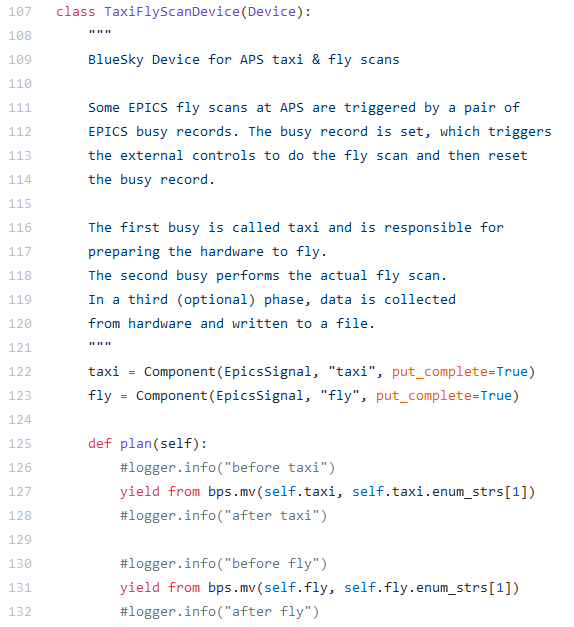 107 class TaxiFlyScanDevice(Device):
108     """
109     BlueSky Device for APS taxi & fly scans
110
111     Some EPICS fly scans at APS are triggered by a pair of
112     EPICS busy records. The busy record is set, which triggers
113     the external controls to do the fly scan and then reset
114     the busy record.
115
116     The first busy is called taxi and is responsible for
117     preparing the hardware to fly.
118     The second busy performs the actual fly scan.
119     In a third (optional) phase, data is collected
120     from hardware and written to a file.
121     """
122     taxi = Component(EpicsSignal, "taxi", put_complete=True)
123     fly = Component(EpicsSignal, "fly", put_complete=True)
124
125     def plan(self):
126         #logger.info("before taxi")
127         yield from bps.mv(self.taxi, self.taxi.enum_strs[1])
128         #logger.info("after taxi")
129
130         #logger.info("before fly")
131         yield from bps.mv(self.fly, self.fly.enum_strs[1])
132         #logger.info("after fly")